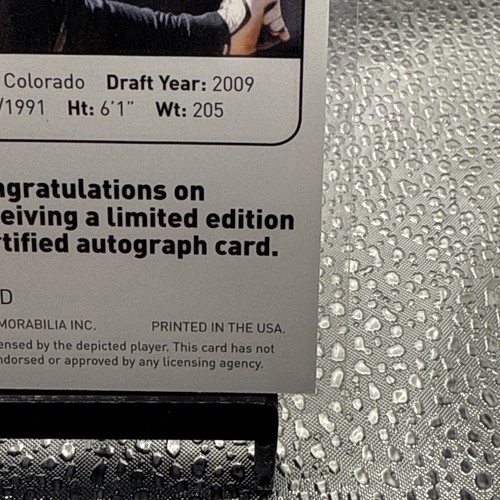 Colorado Draft Year: 2009
/1991 Ht: 6'1" Wt: 205
ngratulations on
eiving a limited edition
rtified autograph card.
D
MORABILIA INC. PRINTED IN THE USA.
ensed by the depicted player. This card has not
ndorsed or approved by any licensing agency.